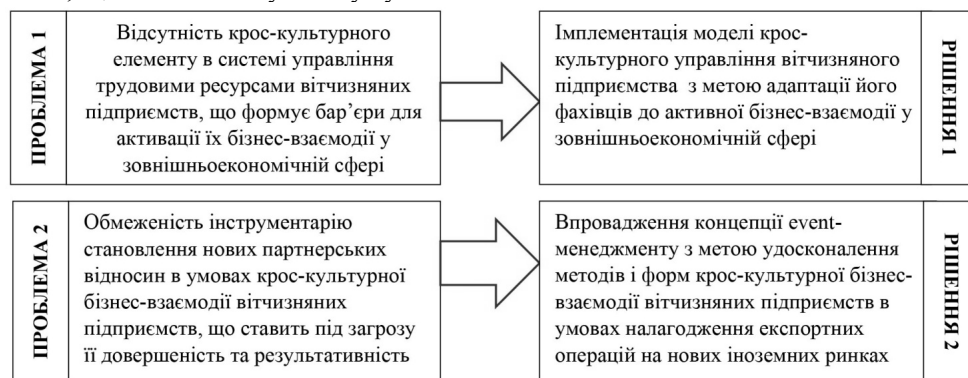 ПРОБЛЕМА 1
Відсутність крос-культурного
елементу в системі управління
трудовими ресурсами вітчизняних
підприємств, що формує бар’єри для
активації їх бізнес-взаємодії у
зовнішньоекономічній сфері
Імплементація моделі крос-
культурного управління вітчизняного
підприємства з метою адаптації його
фахівців до активної бізнес-взаємодії у
зовнішньоекономічній сфері
РІШЕННЯ 1
ПРОБЛЕМА 2
Обмеженість інструментарію
становлення нових партнерських
відносин в умовах крос-культурної
бізнес-взаємодії вітчизняних
підприємств, що ставить під загрозу
її довершеність та результативність
Впровадження концепції event-
менеджменту з метою удосконалення
методів і форм крос-культурної бізнес-
взаємодії вітчизняних підприємств в
умовах налагодження експортних
операцій на нових іноземних ринках
РІШЕННЯ 2